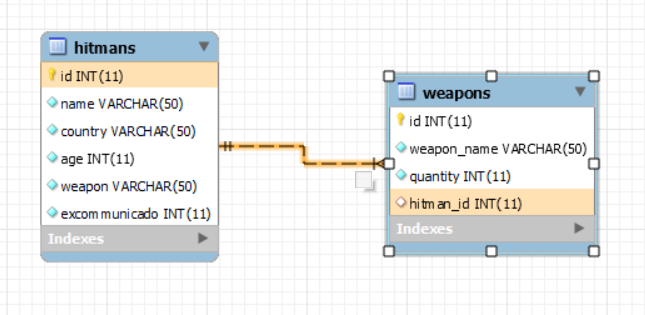 hitmans
id INT(11)
name VARCHAR(50)
country VARCHAR(50)
age INT(11)
weapon VARCHAR(50)
excommunicado INT(11)
Indexes
weapons
id INT(11)
weapon_name VARCHAR(50)
quantity INT(11)
hitman_id INT(11)
Indexes